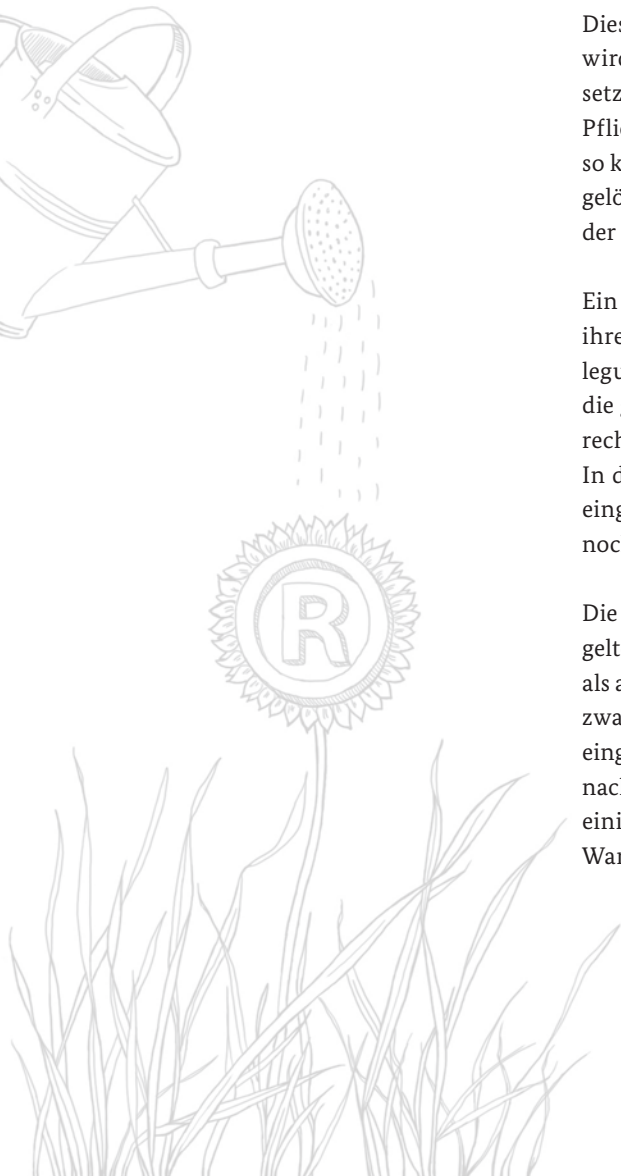 R
Dies
wird
setz
Pflic
so k
gelö
der
Ein
ihre
legu
die
rech
In d
eing
noc
Die
gelt
als a
zwa
eing
nach
eini
War